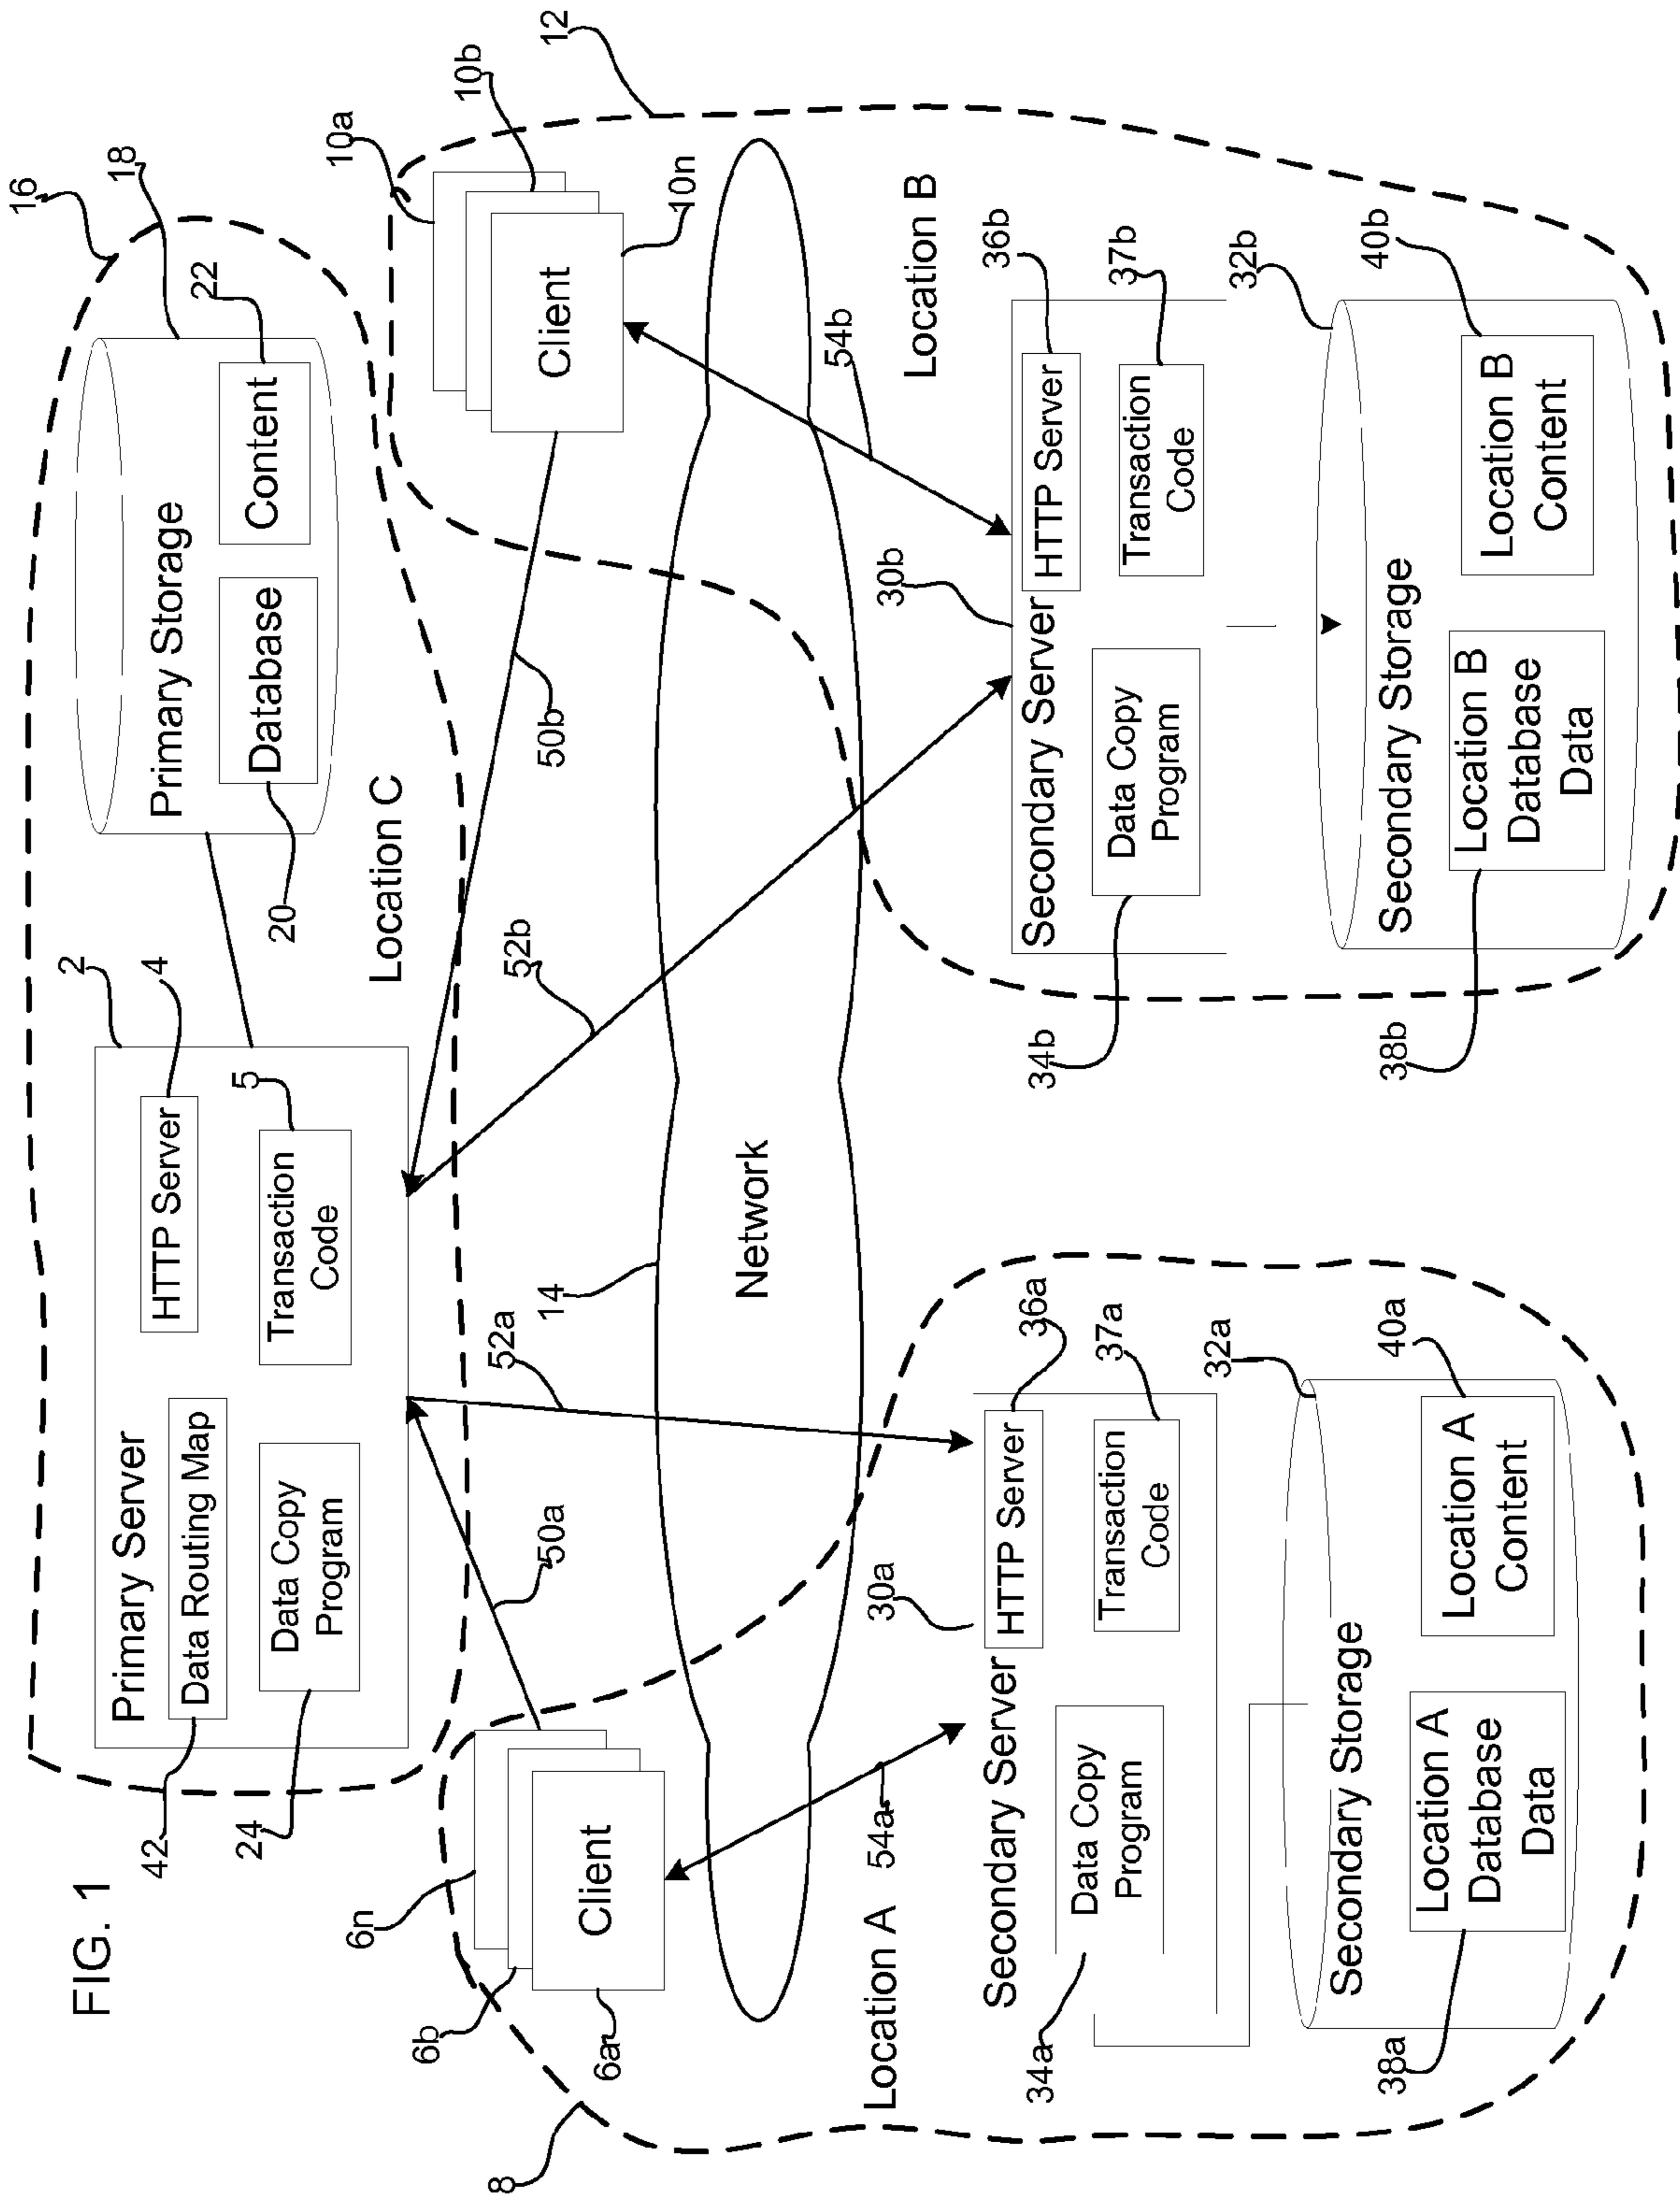 FIG. 1
16
18
2
4
5
42
24
20
22
Primary Server
Data Routing Map
HTTP Server
Data Copy
Program
Transaction
Code
Primary Storage
Database
Content
Location C
6n
6b
6a
Client
8
50a
52a
52b
50b
10a
10b
10n
Client
12
14
Network
Location A
54a
30a
Secondary Server
HTTP Server
36a
34a
Data Copy
Program
Transaction
Code
37a
32a
Secondary Storage
38a
Location A
Database
Data
Location A
Content
40a
Location B
54b
30b
Secondary Server
HTTP Server
36b
34b
Data Copy
Program
Transaction
Code
37b
32b
Secondary Storage
38b
Location B
Database
Data
Location B
Content
40b